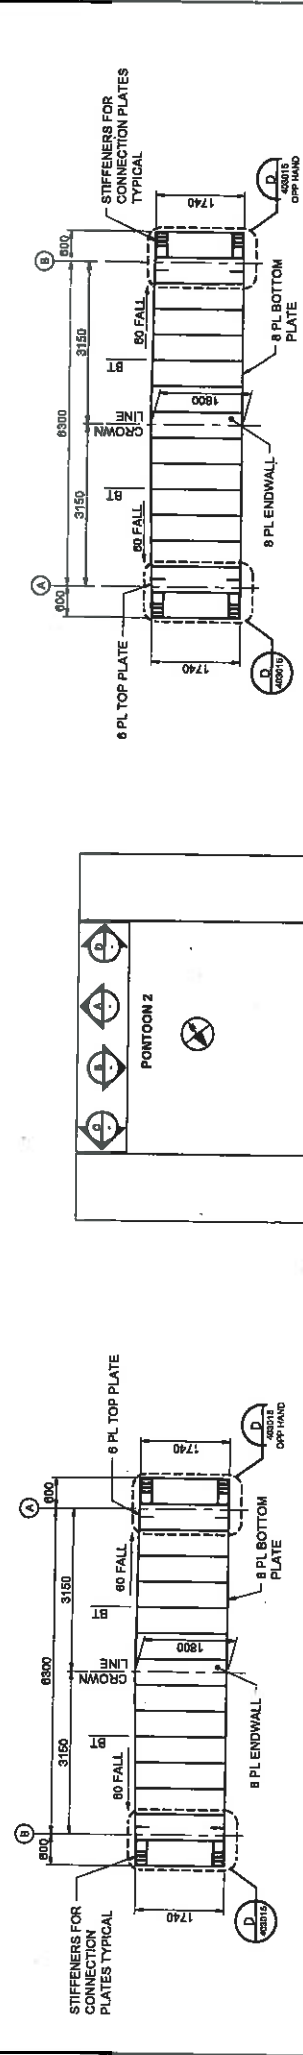 STIFFENERS FOR
CONNECTION
PLATES TYPICAL
B
A
600
6300
600
3150
3150
BT
CROWN
LINE
BT
60 FALL
60 FALL
6 PL TOP PLATE
1740
1800
1740
8 PL ENDWALL
8 PL BOTTOM
PLATE
D
403015
D
403015
OPP HAND
C
B
A
D
PONTOON 2
6 PL TOP PLATE
A
B
600
6300
600
3150
3150
BT
CROWN
LINE
BT
60 FALL
60 FALL
STIFFENERS FOR
CONNECTION PLATES
TYPICAL
1740
1800
1740
8 PL ENDWALL
8 PL BOTTOM
PLATE
D
403015
D
403015
OPP HAND